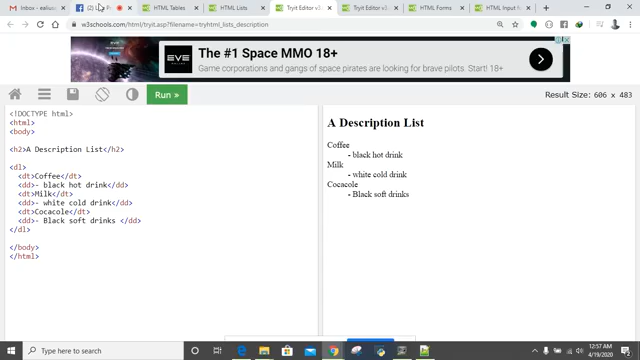 Inbox - ealua
(2) L
HTML Tables
HTML Lists
Tryit Editor v3
Tryit Editor v3
HTML Forms
HTML Input f
w3schools.com/html/tryit.asp?filename=tryhtml_lists_description
EVE
The #1 Space MMO 18+
Game corporations and gangs of space pirates are looking for brave pilots. Start! 18+
Run »
Result Size: 606 x 483
<!DOCTYPE html>
<html>
<body>
<h2>A Description List</h2>
<dl>
<dt>Coffee</dt>
<dd>- black hot drink</dd>
<dt>Milk</dt>
<dd>- white cold drink</dd>
<dt>Cocacole</dt>
<dd>- Black soft drinks </dd>
</dl>
</body>
</html>
A Description List
Coffee
- black hot drink
Milk
- white cold drink
Cocacole
- Black soft drinks
Type here to search
12:57 AM
4/19/2020